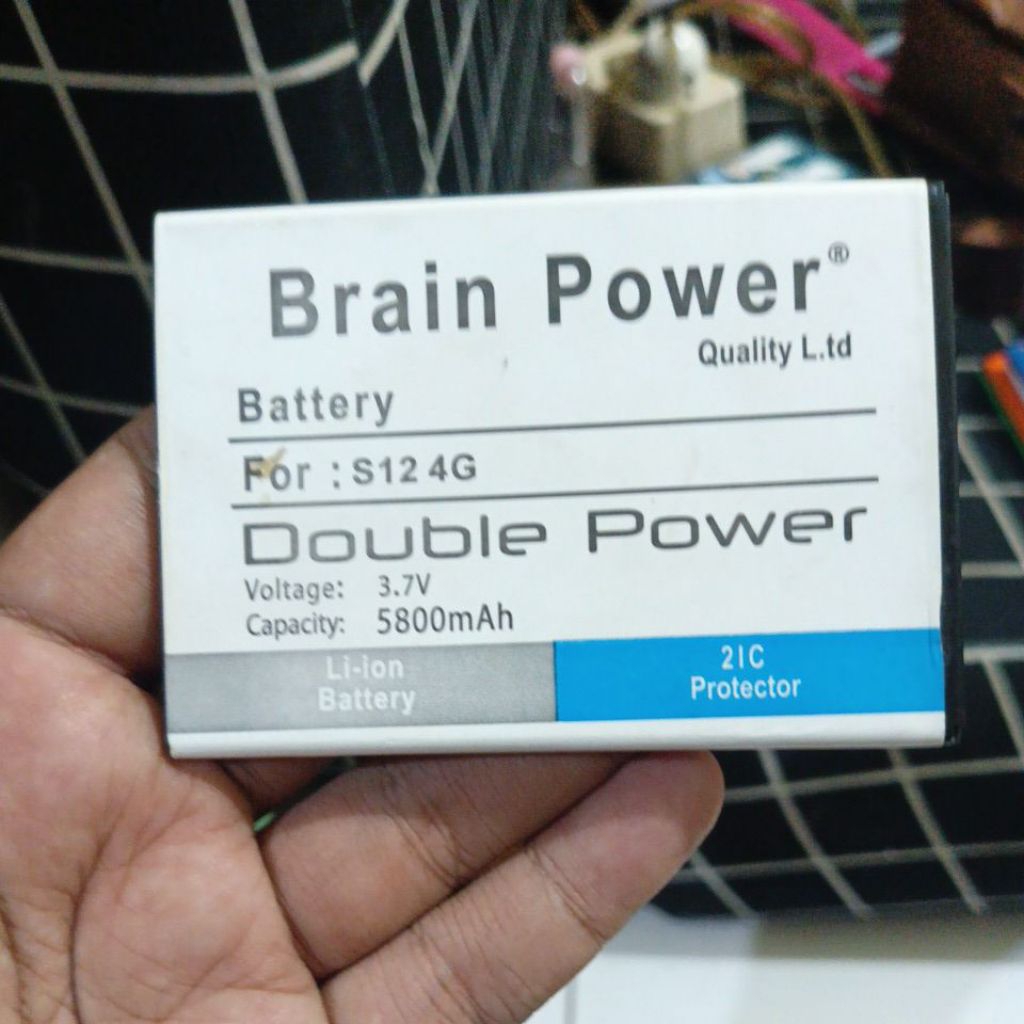 Brain Power®
Quality L.td
Battery
For : S12 4G
Double Power
Voltage: 3.7V
Capacity: 5800mAh
Li-ion
Battery
2IC
Protector